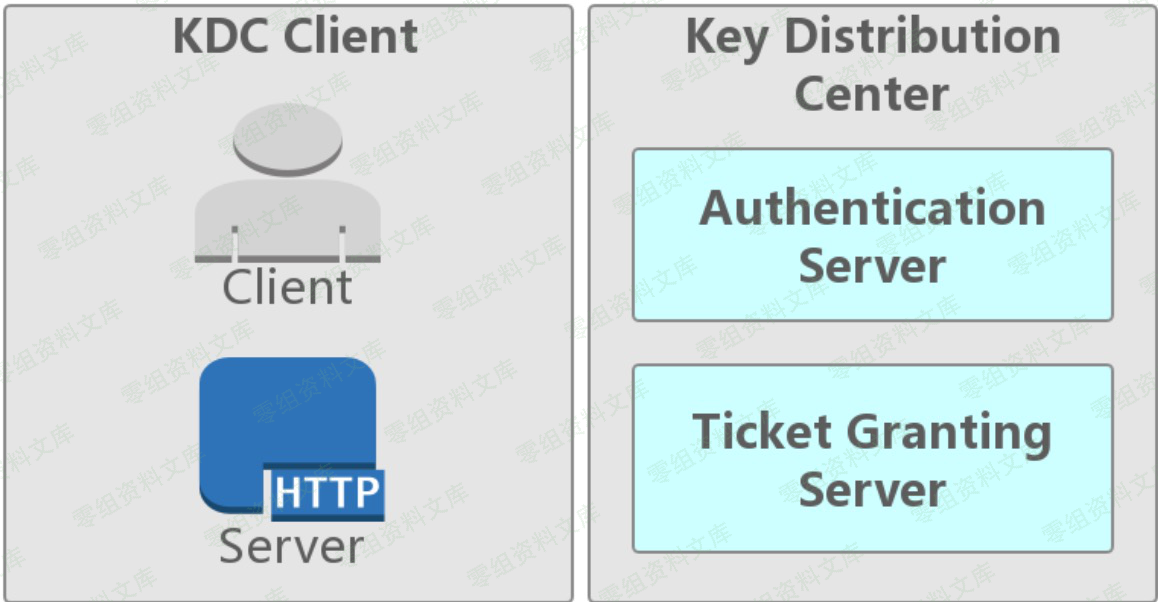 KDC Client
Client
HTTP
Server
Key Distribution
Center
Authentication
Server
Ticket Granting
Server
零组资料文库